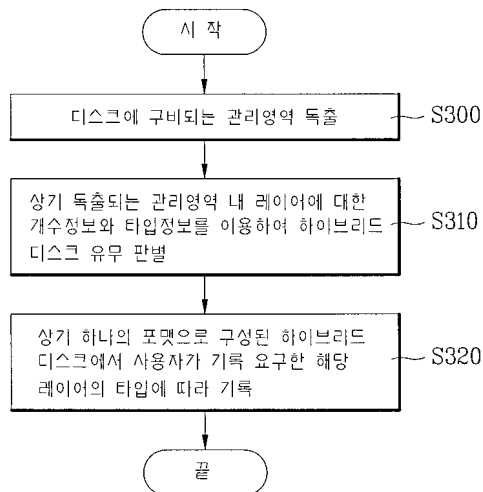 시 작
디스크에 구비되는 관리영역 독출
S300
상기 독출되는 관리영역 내 레이어에 대한
개수정보와 타입정보를 이용하여 하이브리드
디스크 유무 판별
S310
상기 하나의 포맷으로 구성된 하이브리드
디스크에서 사용자가 기록 요구한 해당
레이어의 타입에 따라 기록
S320
끝